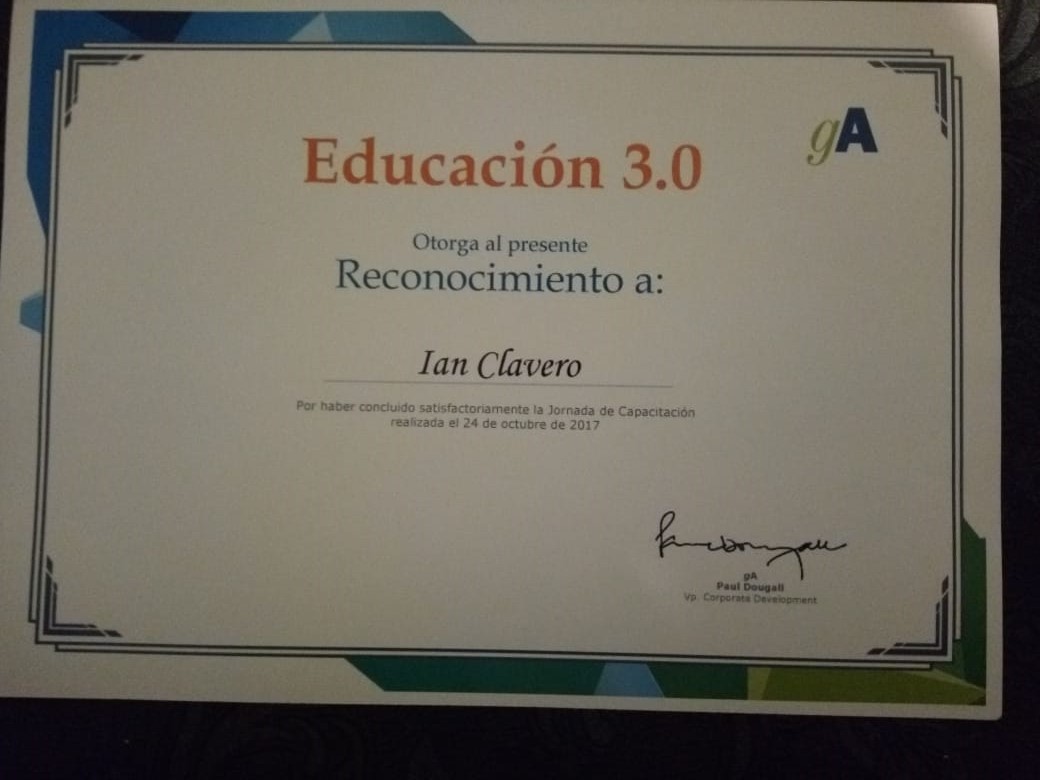 gA
Educación 3.0
Otorga al presente
Reconocimiento a:
Ian Clavero
Por haber concluido satisfactoriamente la Jornada de Capacitación
realizada el 24 de octubre de 2017
gA
Paul Dougall
Vp. Corporate Development